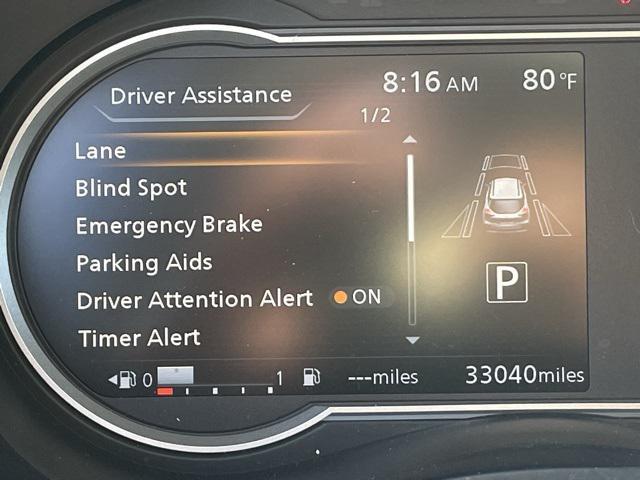 Driver Assistance
8:16 AM
80 °F
1/2
Lane
Blind Spot
Emergency Brake
Parking Aids
Driver Attention Alert ON
Timer Alert
P
0 1
---miles
33040miles